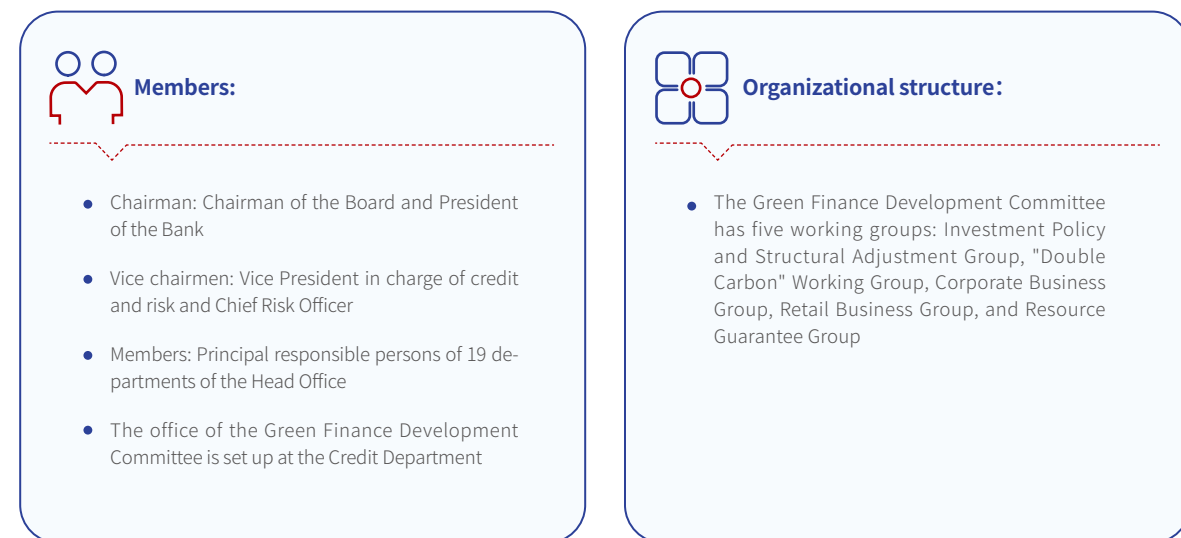 Members:
Chairman: Chairman of the Board and President
of the Bank
Vice chairmen: Vice President in charge of credit
and risk and Chief Risk Officer
Members: Principal responsible persons of 19 de-
partments of the Head Office
The office of the Green Finance Development
Committee is set up at the Credit Department
Organizational structure：
The Green Finance Development Committee
has five working groups: Investment Policy
and Structural Adjustment Group, "Double
Carbon" Working Group, Corporate Business
Group, Retail Business Group, and Resource
Guarantee Group